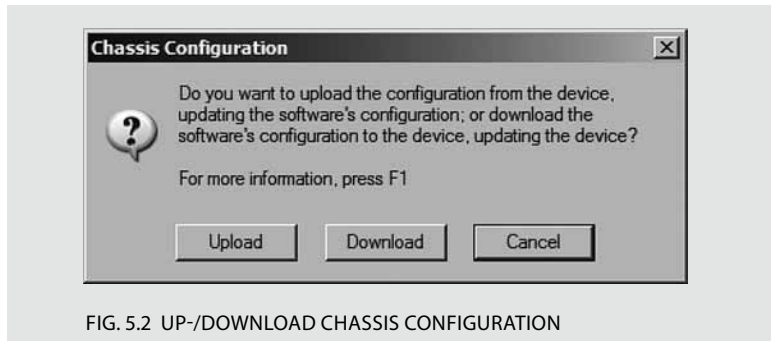 Chassis Configuration
Do you want to upload the configuration from the device,
updating the software's configuration; or download the
software's configuration to the device, updating the device?
For more information, press F1
Upload Download Cancel
FIG. 5.2 UP-/DOWNLOAD CHASSIS CONFIGURATION